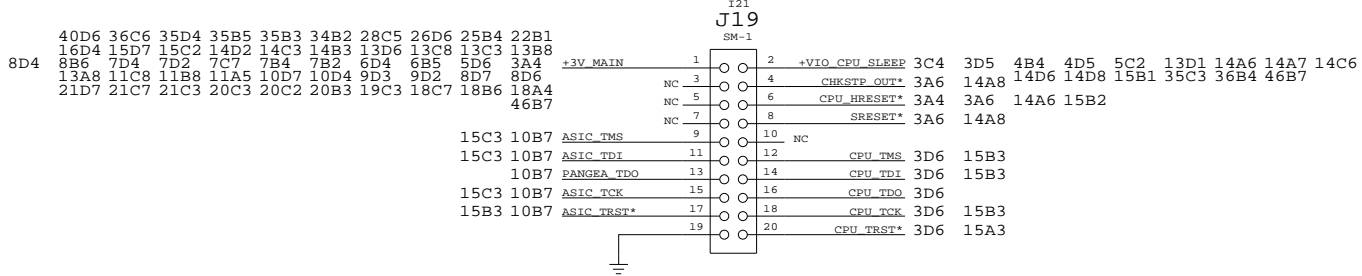 I21
J19
SM-1
40D6 36C6 35D4 35B5 35B3 34B2 28C5 26D6 25B4 22B1
16D4 15D7 15C2 14D2 14C3 14B3 13D6 13C8 13C3 13B8
8D4 8B6 7D4 7D2 7C7 7B4 7B2 6D4 6B5 5D6 3A4 +3V_MAIN 1 2 +VIO_CPU_SLEEP 3C4 3D5 4B4 4D5 5C2 13D1 14A6 14A7 14C6
13A8 11C8 11B8 11A5 10D7 10D4 9D3 9D2 8D7 8D6 NC 3 4 CHKSTP_OUT* 3A6 14A8 14D6 14D8 15B1 35C3 36B4 46B7
21D7 21C7 21C3 20C3 20C2 20B3 19C3 18C7 18B6 18A4
46B7 NC 5 6 CPU_HRESET* 3A4 3A6 14A6 15B2
NC 7 8 SRESET* 3A6 14A8
15C3 10B7 ASIC_TMS 9 10 NC
15C3 10B7 ASIC_TDI 11 12 CPU_TMS 3D6 15B3
10B7 PANGEA_TDO 13 14 CPU_TDI 3D6 15B3
15C3 10B7 ASIC_TCK 15 16 CPU_TDO 3D6
15B3 10B7 ASIC_TRST* 17 18 CPU_TCK 3D6 15B3
19 20 CPU_TRST* 3D6 15A3